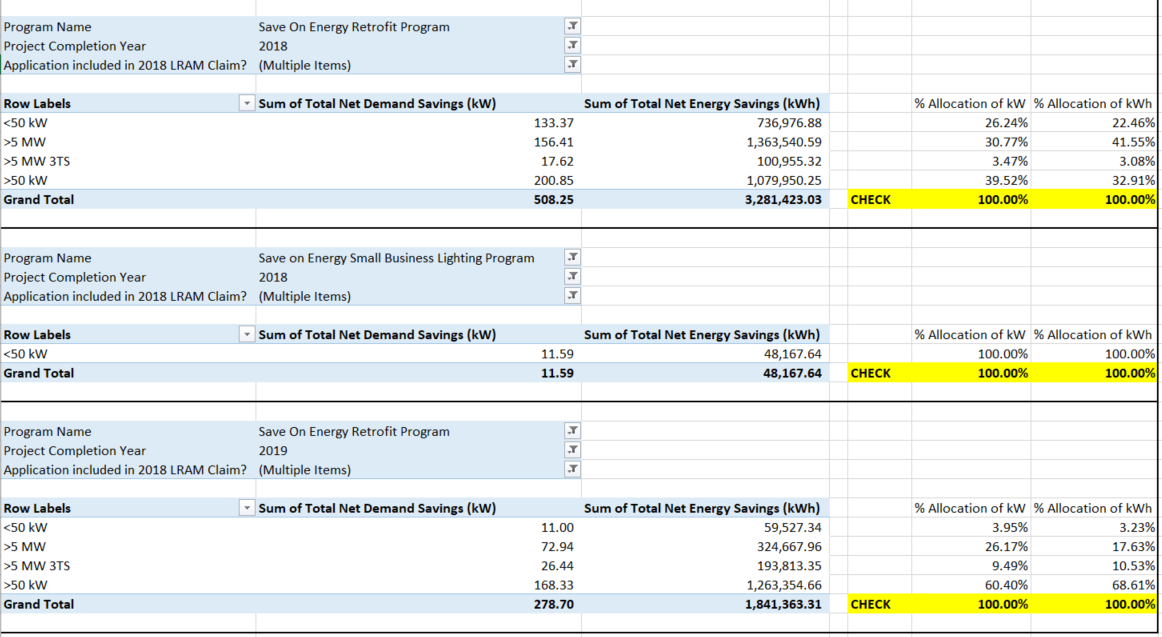 Program Name Save On Energy Retrofit Program
Project Completion Year 2018
Application included in 2018 LRAM Claim? (Multiple Items)
Row Labels Sum of Total Net Demand Savings (kW) Sum of Total Net Energy Savings (kWh) % Allocation of kW % Allocation of kWh
<50 kW 133.37 736,976.88 26.24% 22.46%
>5 MW 156.41 1,363,540.59 30.77% 41.55%
>5 MW 3TS 17.62 100,955.32 3.47% 3.08%
>50 kW 200.85 1,079,950.25 39.52% 32.91%
Grand Total 508.25 3,281,423.03 CHECK 100.00% 100.00%
Program Name Save on Energy Small Business Lighting Program
Project Completion Year 2018
Application included in 2018 LRAM Claim? (Multiple Items)
Row Labels Sum of Total Net Demand Savings (kW) Sum of Total Net Energy Savings (kWh) % Allocation of kW % Allocation of kWh
<50 kW 11.59 48,167.64 100.00% 100.00%
Grand Total 11.59 48,167.64 CHECK 100.00% 100.00%
Program Name Save On Energy Retrofit Program
Project Completion Year 2019
Application included in 2018 LRAM Claim? (Multiple Items)
Row Labels Sum of Total Net Demand Savings (kW) Sum of Total Net Energy Savings (kWh) % Allocation of kW % Allocation of kWh
<50 kW 11.00 59,527.34 3.95% 3.23%
>5 MW 72.94 324,667.96 26.17% 17.63%
>5 MW 3TS 26.44 193,813.35 9.49% 10.53%
>50 kW 168.33 1,263,354.66 60.40% 68.61%
Grand Total 278.70 1,841,363.31 CHECK 100.00% 100.00%